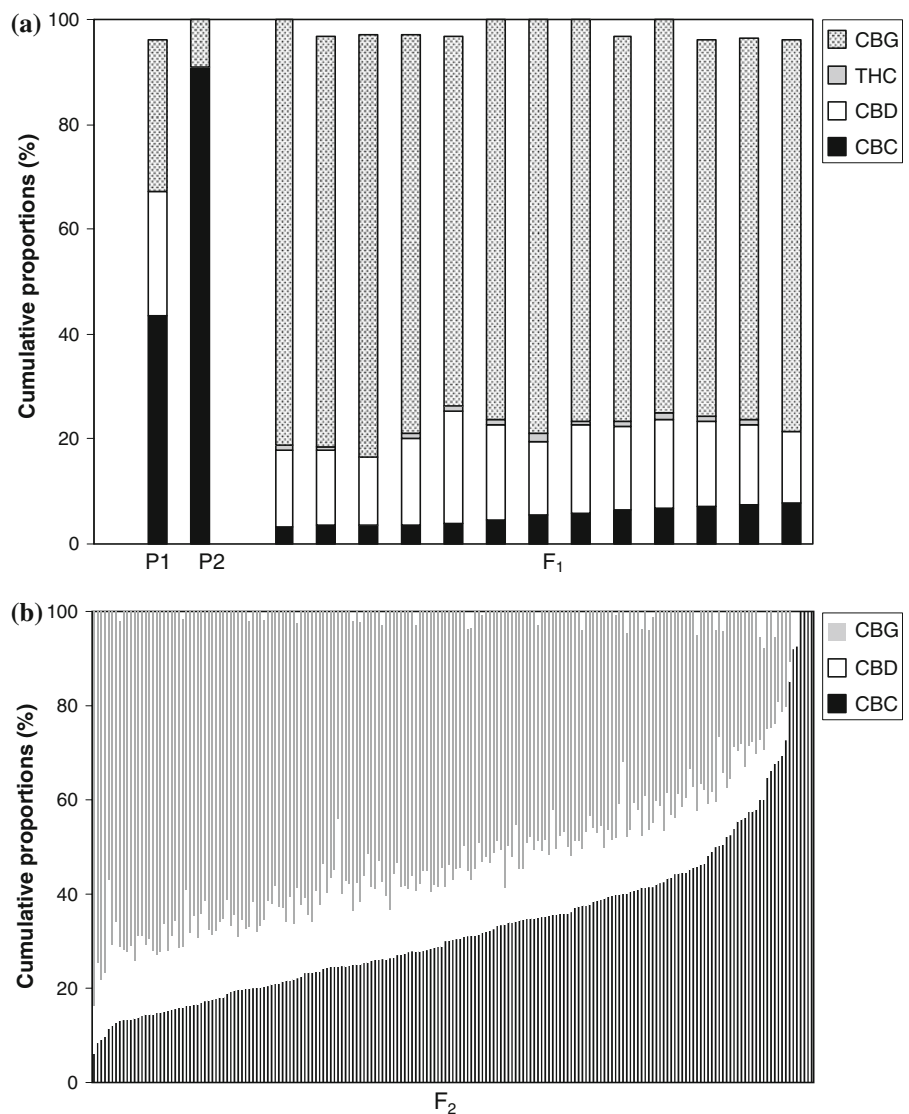 (a)
Cumulative proportions (%)
100
80
60
40
20
0
P1
P2
F₁
CBG
THC
CBD
CBC
(b)
Cumulative proportions (%)
100
80
60
40
20
0
F₂
CBG
CBD
CBC